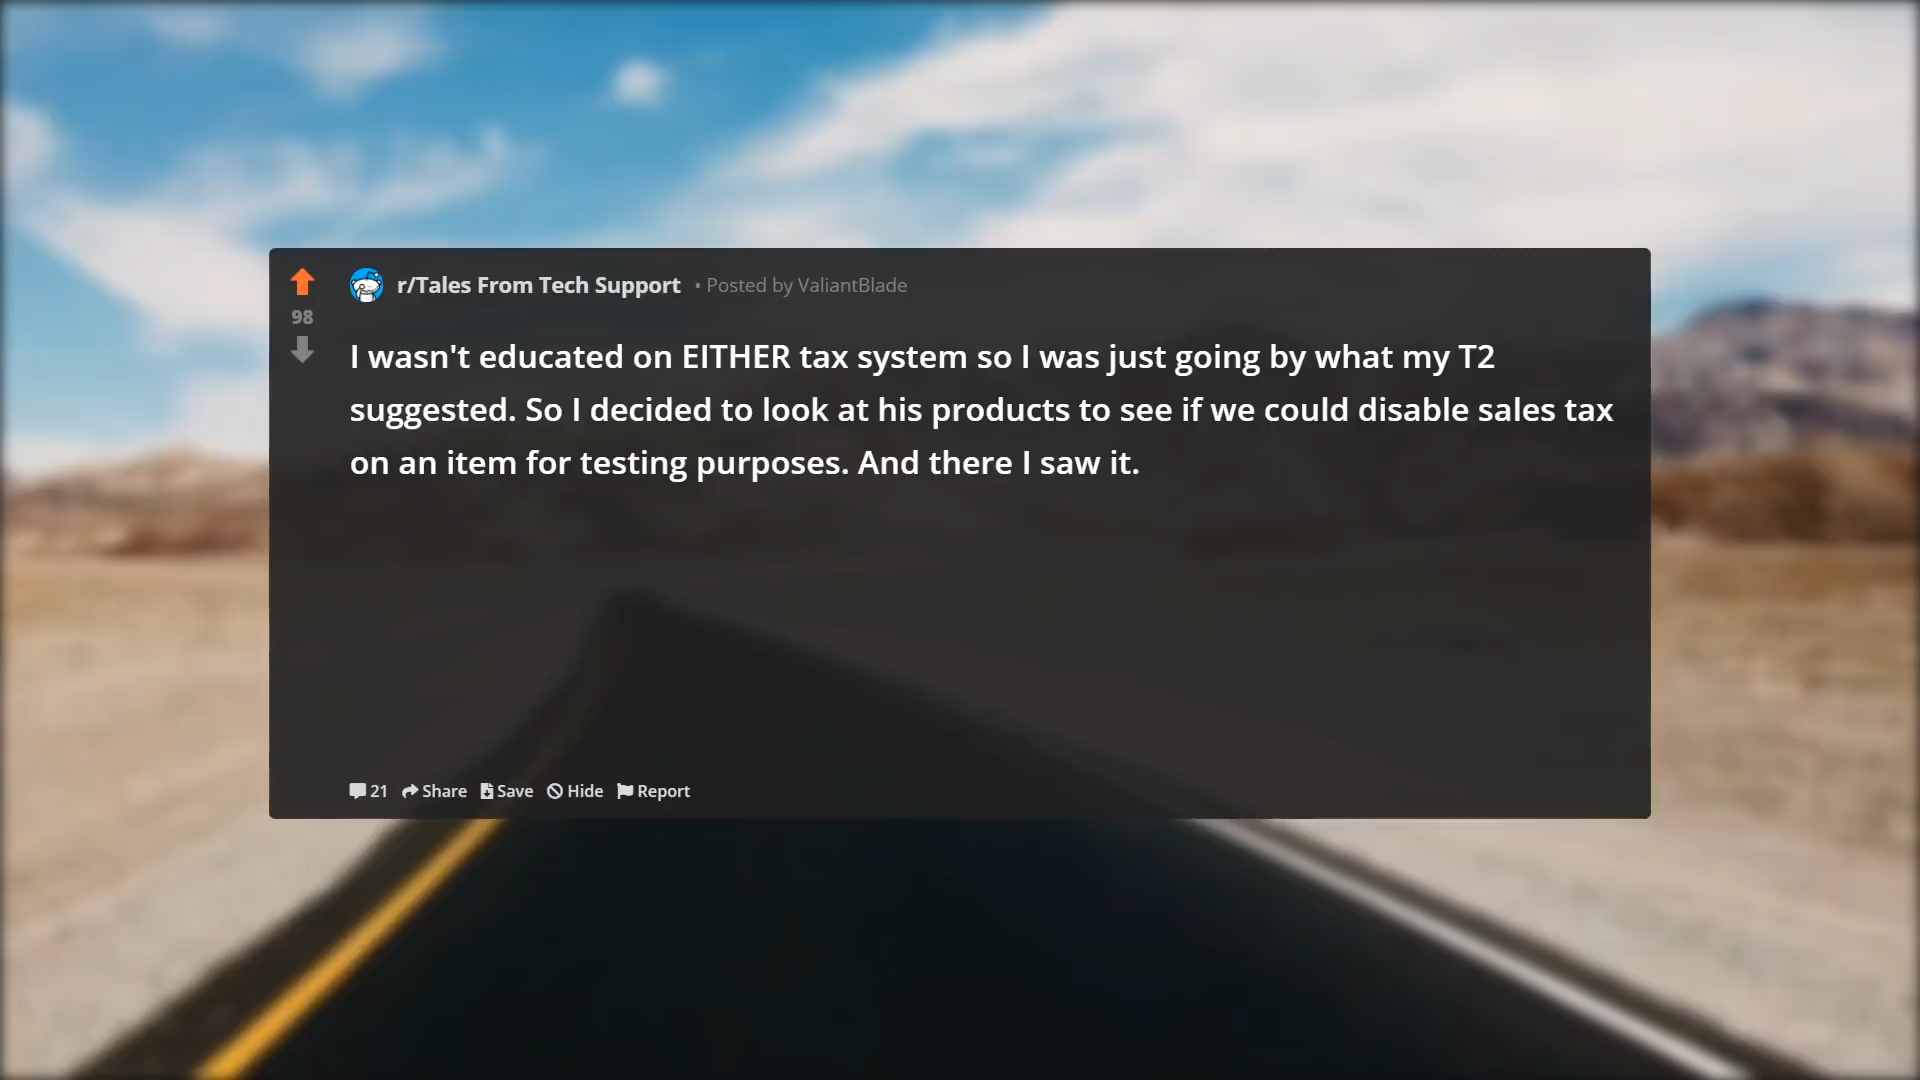 r/Tales From Tech Support • Posted by ValiantBlade
98
I wasn't educated on EITHER tax system so I was just going by what my T2
suggested. So I decided to look at his products to see if we could disable sales tax
on an item for testing purposes. And there I saw it.
21 Share Save Hide Report